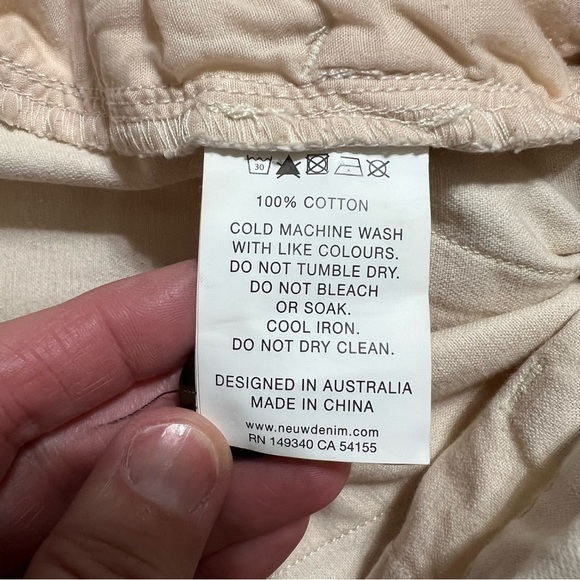 30
100% COTTON
COLD MACHINE WASH
WITH LIKE COLOURS.
DO NOT TUMBLE DRY.
DO NOT BLEACH
OR SOAK.
COOL IRON.
DO NOT DRY CLEAN.
DESIGNED IN AUSTRALIA
MADE IN CHINA
www.neuwdenim.com
RN 149340 CA 54155